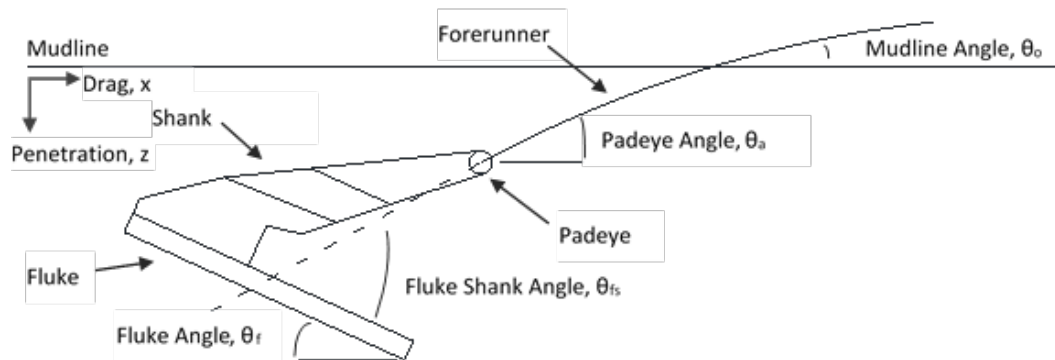 Forerunner
Mudline
Mudline Angle, θo
Drag, x
Shank
Penetration, z
Padeye Angle, θa
Padeye
Fluke
Fluke Shank Angle, θfs
Fluke Angle, θf